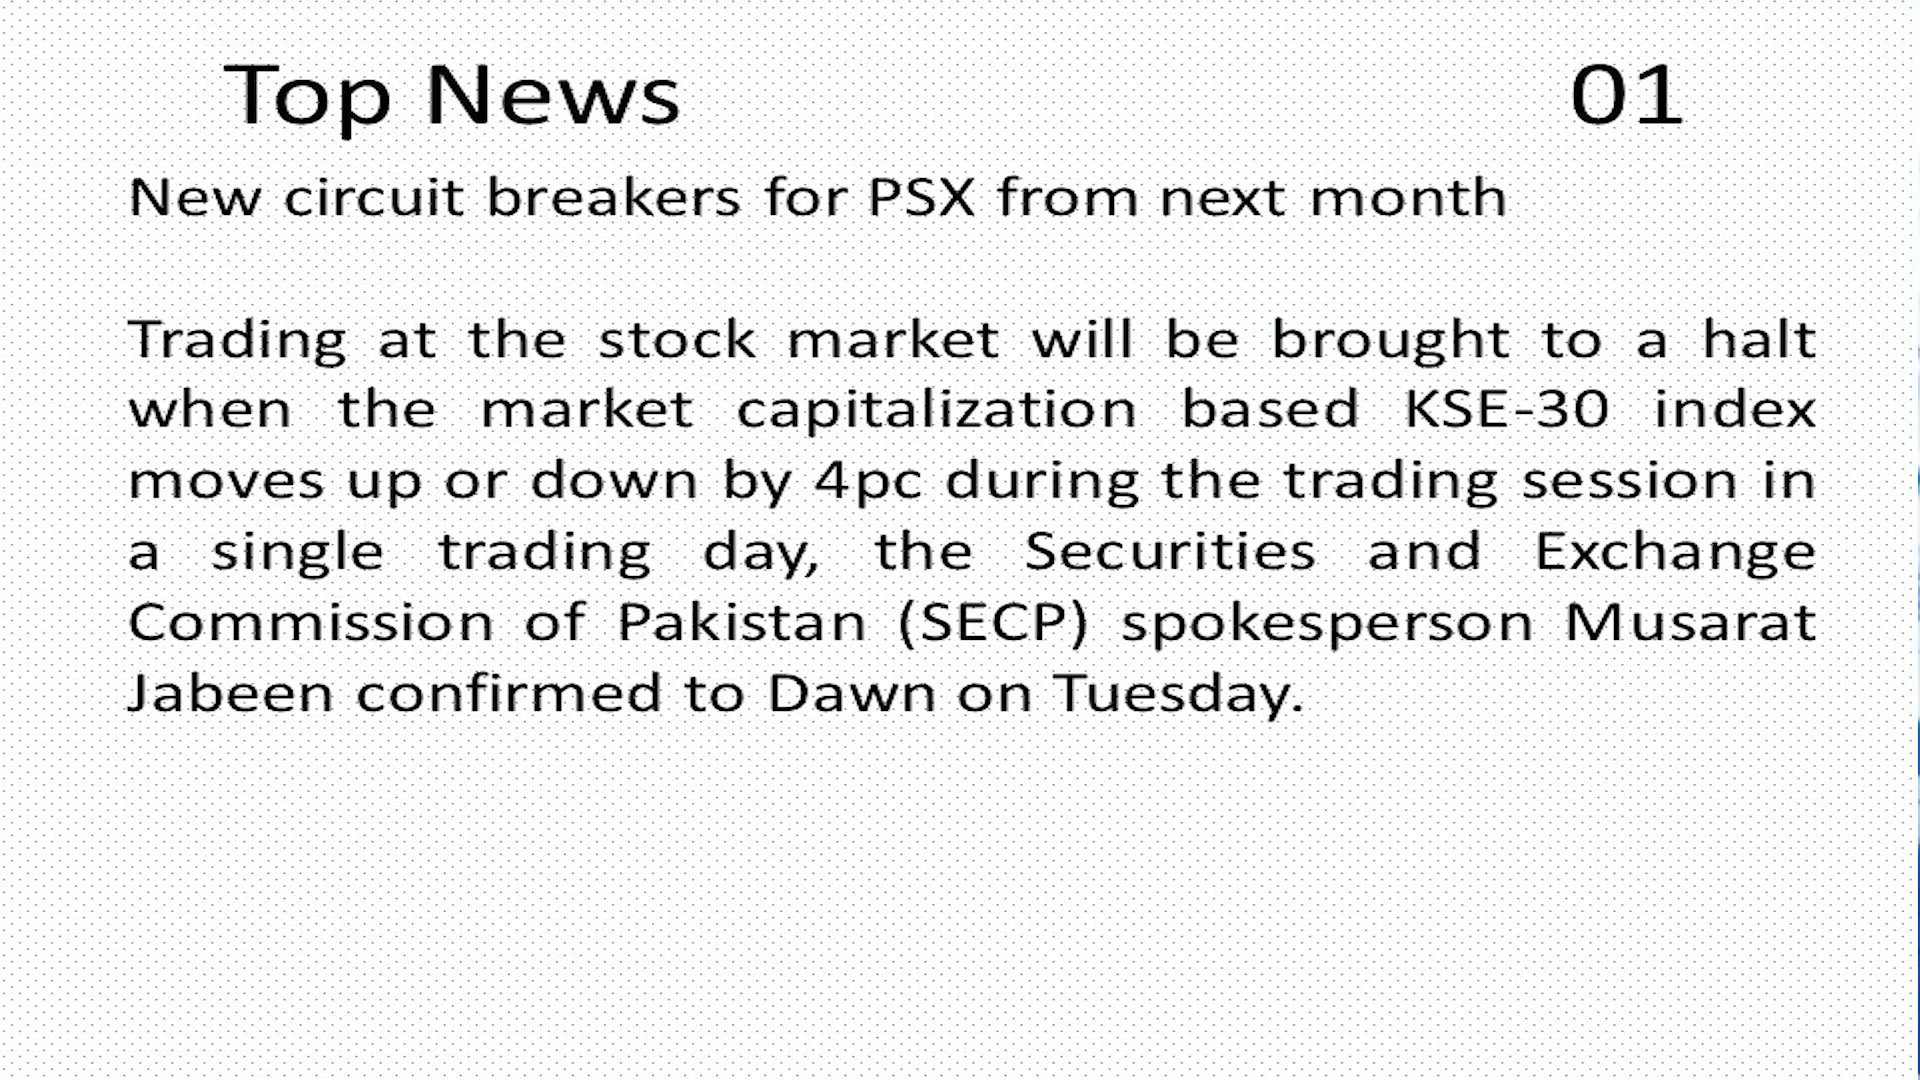 Top News 01
New circuit breakers for PSX from next month
Trading at the stock market will be brought to a halt
when the market capitalization based KSE-30 index
moves up or down by 4pc during the trading session in
a single trading day, the Securities and Exchange
Commission of Pakistan (SECP) spokesperson Musarat
Jabeen confirmed to Dawn on Tuesday.